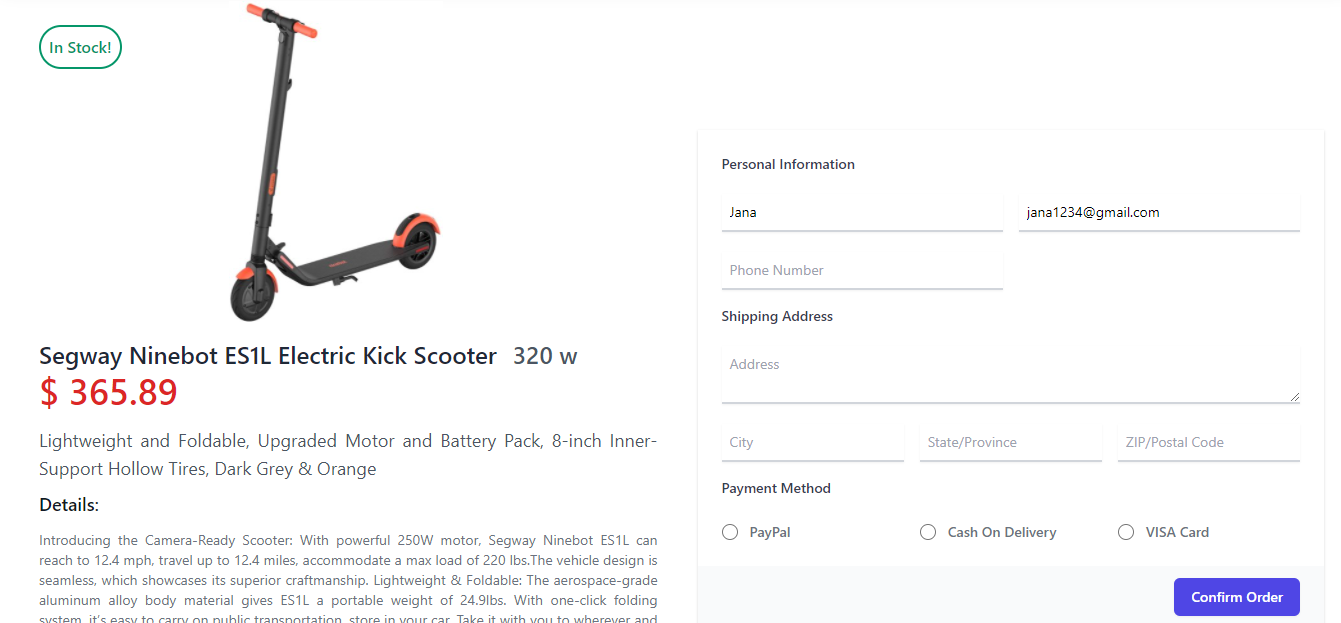 In Stock!
Segway Ninebot ES1L Electric Kick Scooter 320 w
$ 365.89
Lightweight and Foldable, Upgraded Motor and Battery Pack, 8-inch Inner-
Support Hollow Tires, Dark Grey & Orange
Details:
Introducing the Camera-Ready Scooter: With powerful 250W motor, Segway Ninebot ES1L can
reach to 12.4 mph, travel up to 12.4 miles, accommodate a max load of 220 lbs.The vehicle design is
seamless, which showcases its superior craftmanship. Lightweight & Foldable: The aerospace-grade
aluminum alloy body material gives ES1L a portable weight of 24.9lbs. With one-click folding
system, it's easy to carry on public transportation, store in your car. Take it with you to wherever and
Personal Information
Jana
jana1234@gmail.com
Phone Number
Shipping Address
Address
City
State/Province
ZIP/Postal Code
Payment Method
PayPal
Cash On Delivery
VISA Card
Confirm Order